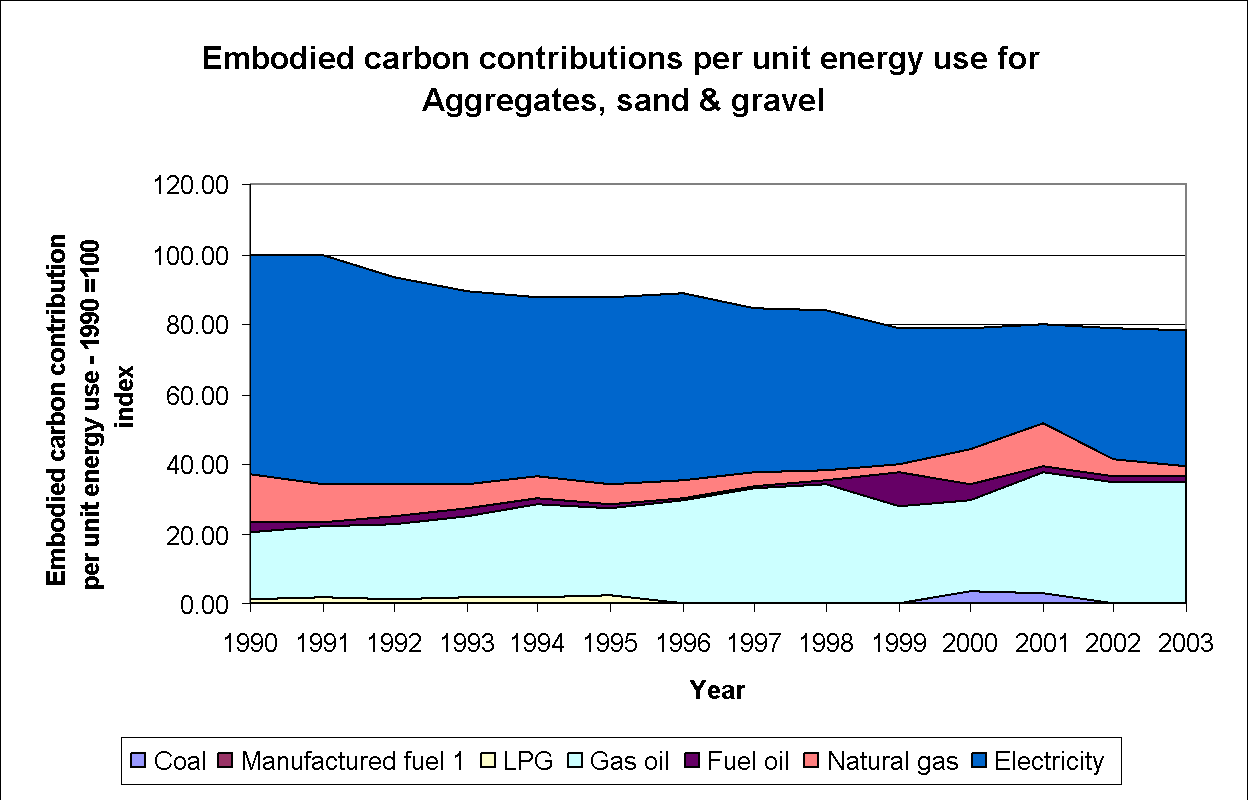 Embodied carbon contributions per unit energy use for
Aggregates, sand & gravel
Embodied carbon contribution
per unit energy use - 1990 =100
index
120.00
100.00
80.00
60.00
40.00
20.00
0.00
1990 1991 1992 1993 1994 1995 1996 1997 1998 1999 2000 2001 2002 2003
Year
Coal Manufactured fuel 1 LPG Gas oil Fuel oil Natural gas Electricity